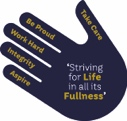 Take Care
Be Proud
Work Hard
Integrity
Aspire
'Striving
for Life
in all its
Fullness'